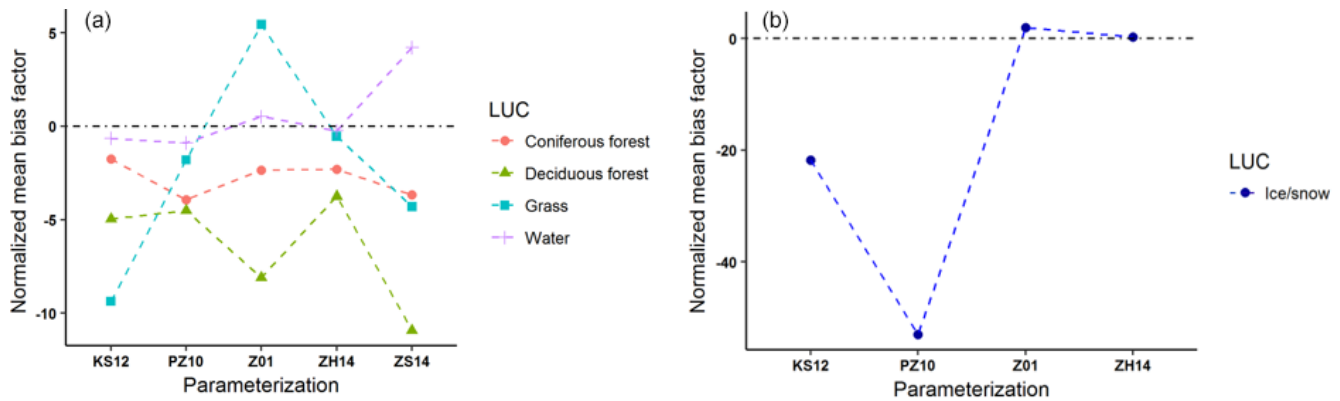 (a)
Normalized mean bias factor
5
0
-5
-10
KS12 PZ10 Z01 ZH14 ZS14
Parameterization
LUC
Coniferous forest
Deciduous forest
Grass
Water
(b)
Normalized mean bias factor
0
-20
-40
KS12 PZ10 Z01 ZH14
Parameterization
LUC
Ice/snow